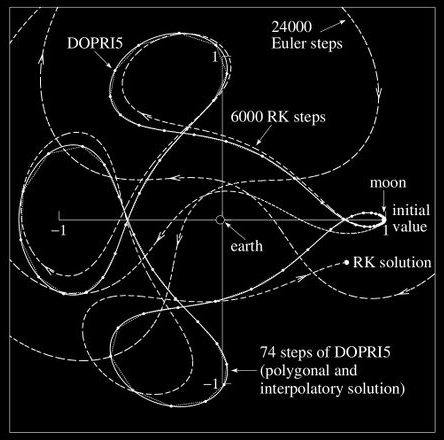 24000
Euler steps
DOPRI5
1
6000 RK steps
moon
initial
value
−1
1
earth
RK solution
74 steps of DOPRI5
(polygonal and
interpolatory solution)
−1